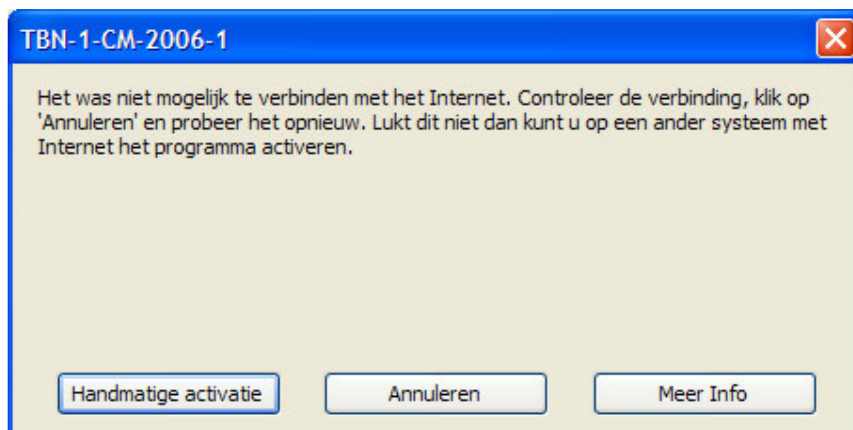 TBN-1-CM-2006-1
Het was niet mogelijk te verbinden met het Internet. Controleer de verbinding, klik op
'Annuleren' en probeer het opnieuw. Lukt dit niet dan kunt u op een ander systeem met
Internet het programma activeren.
Handmatige activatie Annuleren Meer Info